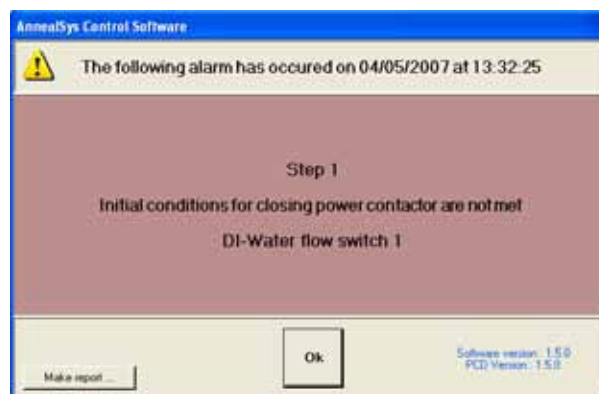 AnnealSys Control Software
The following alarm has occured on 04/05/2007 at 13:32:25
Step 1
Initial conditions for closing power contactor are not met
DI-Water flow switch 1
Ok
Make report ...
Software version : 1.5.0
PCD Version : 1.5.0